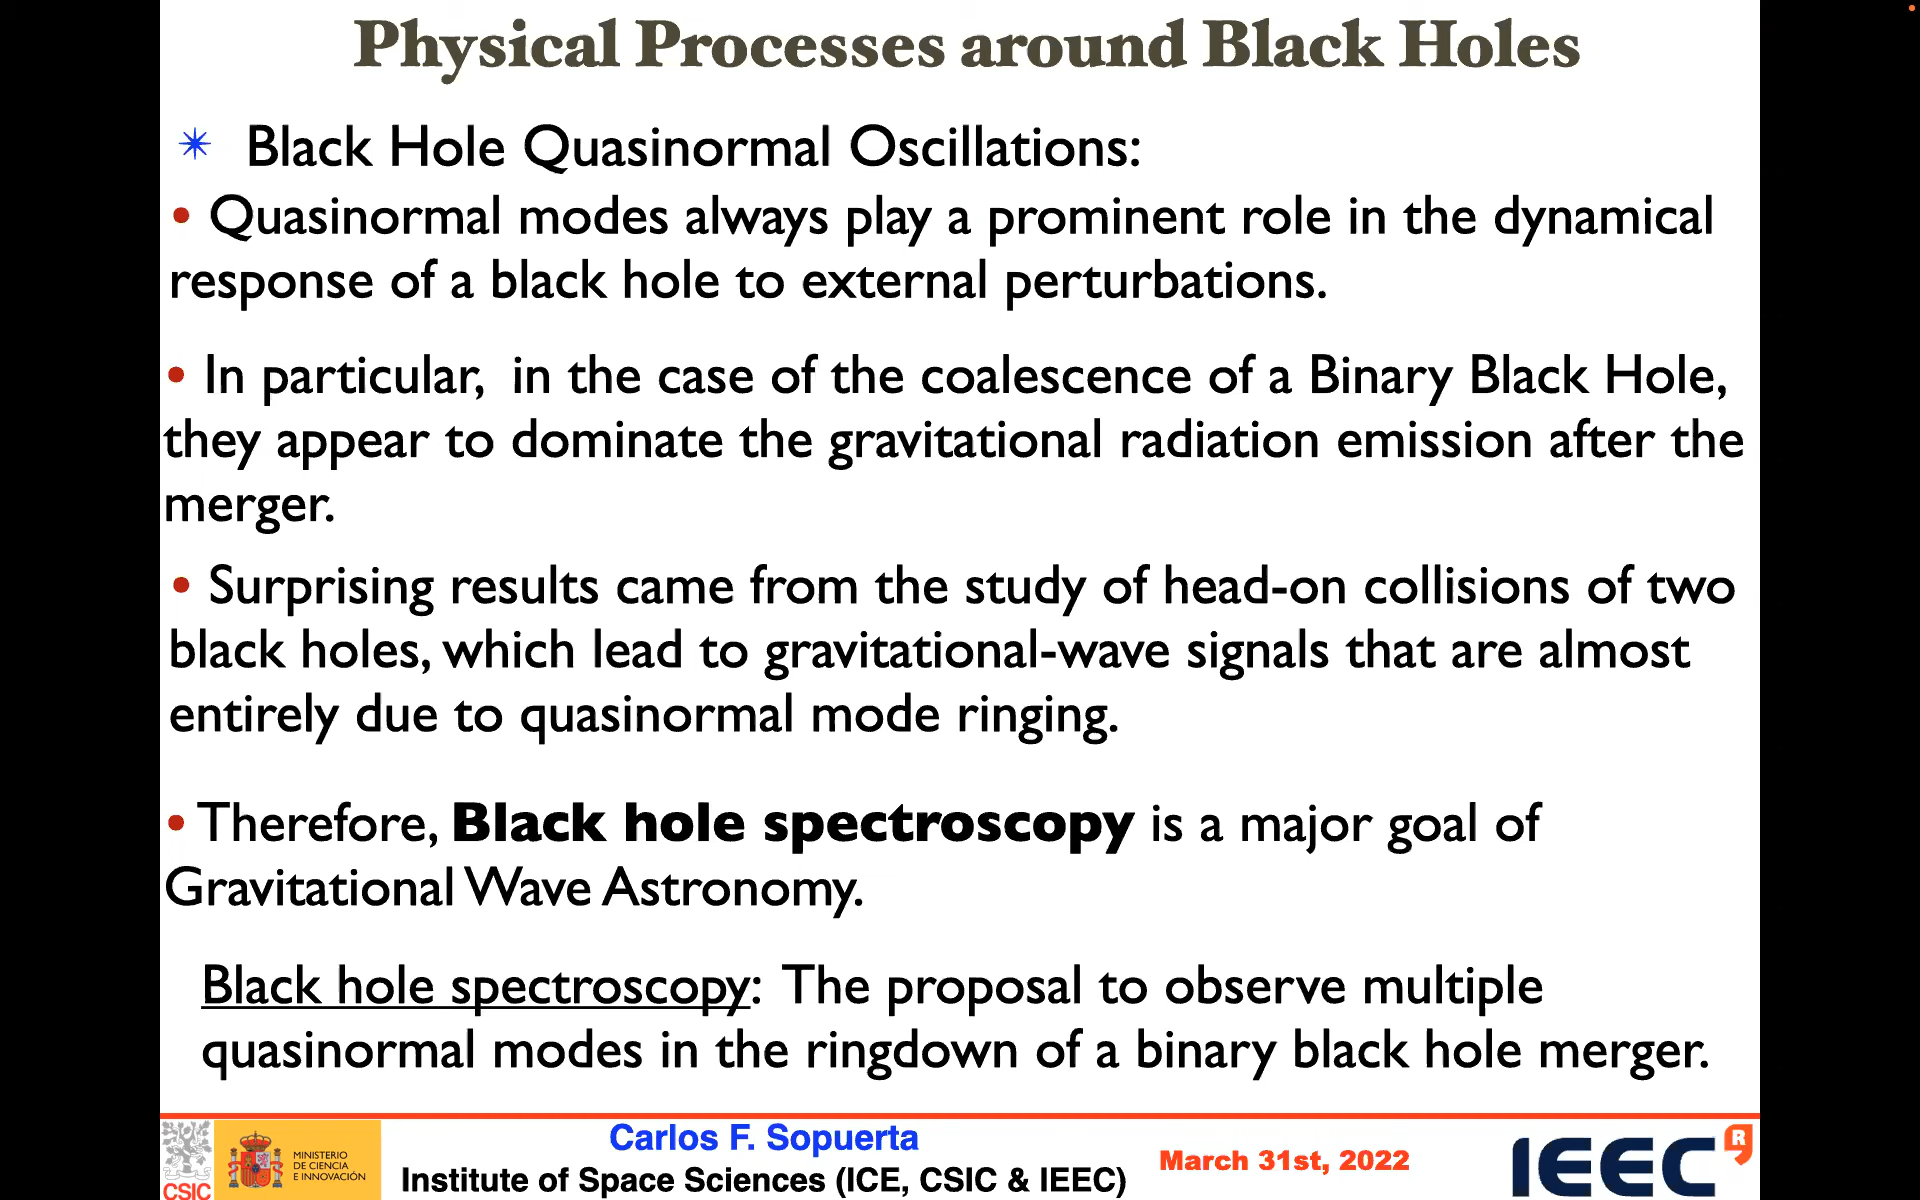 Physical Processes around Black Holes
✴ Black Hole Quasinormal Oscillations:
• Quasinormal modes always play a prominent role in the dynamical
response of a black hole to external perturbations.
• In particular, in the case of the coalescence of a Binary Black Hole,
they appear to dominate the gravitational radiation emission after the
merger.
• Surprising results came from the study of head-on collisions of two
black holes, which lead to gravitational-wave signals that are almost
entirely due to quasinormal mode ringing.
• Therefore, Black hole spectroscopy is a major goal of
Gravitational Wave Astronomy.
Black hole spectroscopy: The proposal to observe multiple
quasinormal modes in the ringdown of a binary black hole merger.
CSIC
MINISTERIO
DE CIENCIA
E INNOVACIÓN
Carlos F. Sopuerta
Institute of Space Sciences (ICE, CSIC & IEEC)
March 31st, 2022
IEEC R